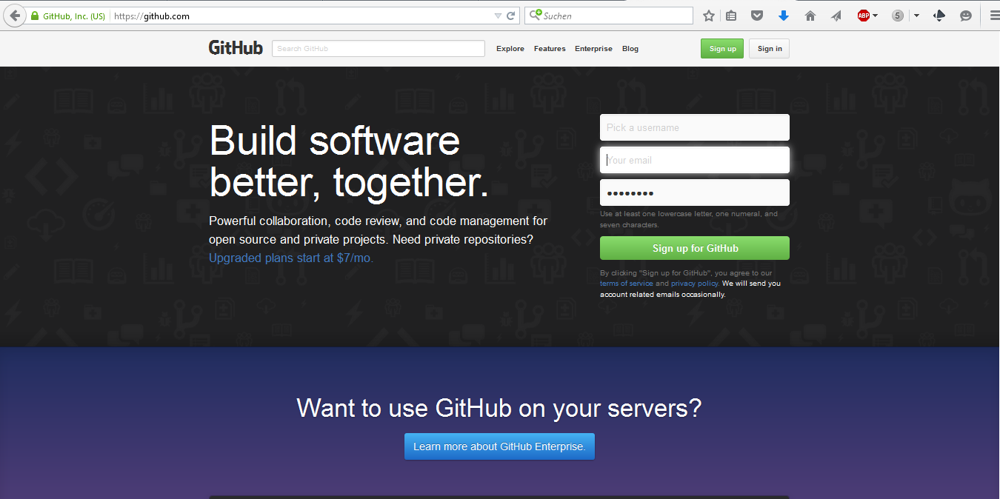 GitHub, Inc. (US) https://github.com Suchen ABP 5
GitHub Search GitHub Explore Features Enterprise Blog Sign up Sign in
Build software
better, together.
Powerful collaboration, code review, and code management for
open source and private projects. Need private repositories?
Upgraded plans start at $7/mo.
Pick a username
Your email
••••••••
Use at least one lowercase letter, one numeral, and
seven characters.
Sign up for GitHub
By clicking "Sign up for GitHub", you agree to our
terms of service and privacy policy. We will send you
account related emails occasionally.
Want to use GitHub on your servers?
Learn more about GitHub Enterprise.